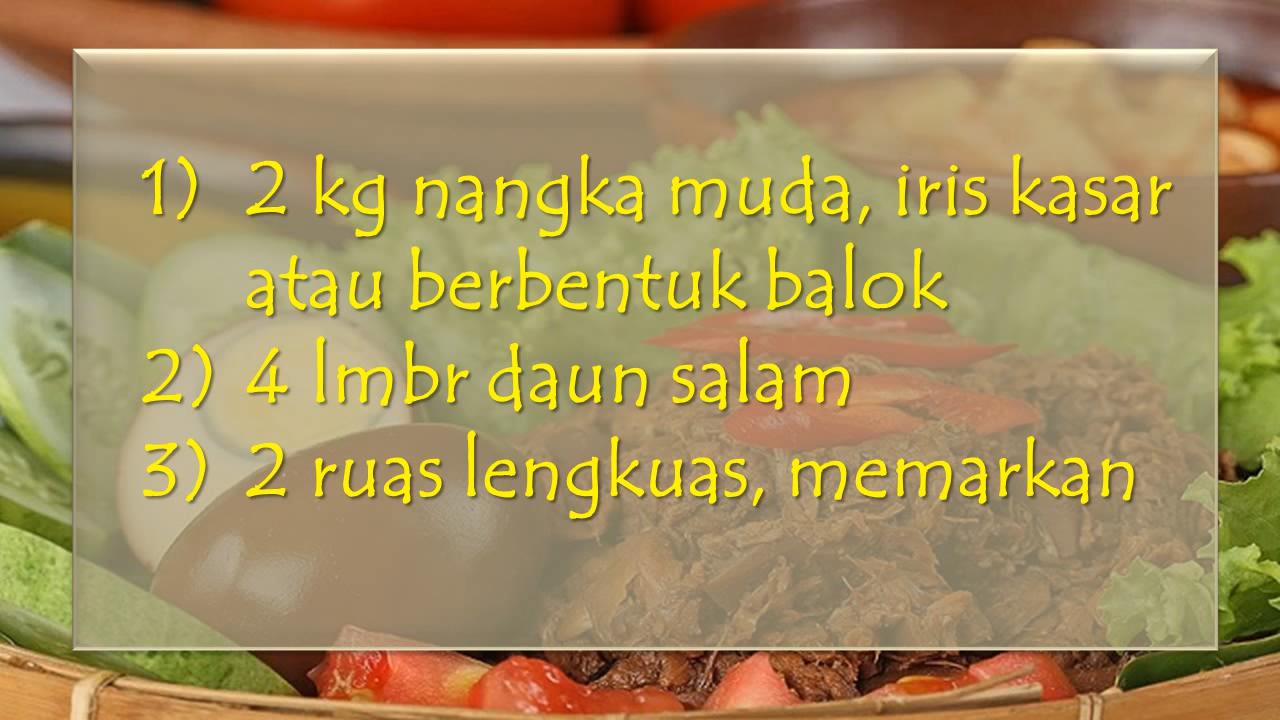 1) 2 kg nangka muda, iris kasar
atau berbentuk balok
2) 4 lmbr daun salam
3) 2 ruas lengkuas, memarkan